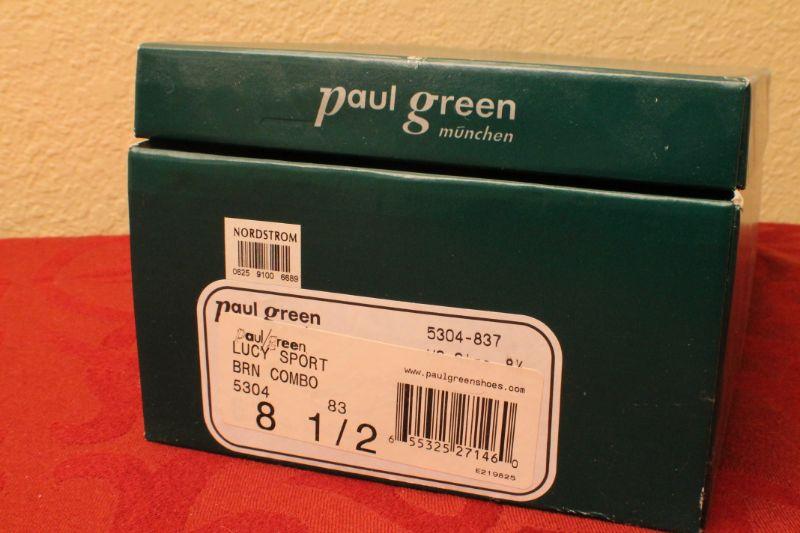 paul green
münchen
NORDSTROM
0825 9100 6689
paul green
5304-837
Paul Green
LUCY SPORT
BRN COMBO
5304
83
8 1/2
www.paulgreenshoes.com
6 55325 27146 0
E219825